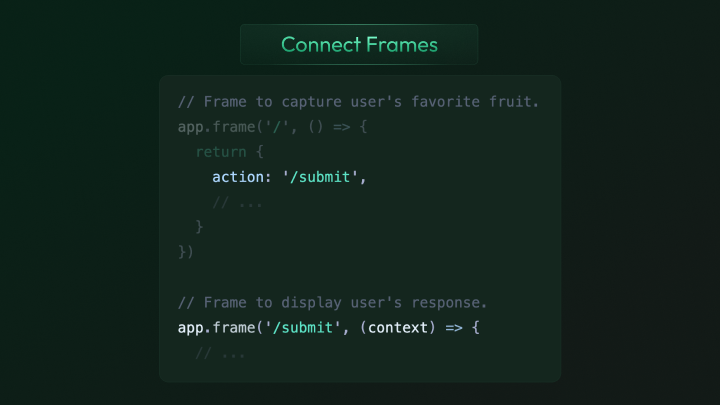 Connect Frames
// Frame to capture user's favorite fruit.
app.frame('/', () => {
  return {
    action: '/submit',
    // ...
  }
})
// Frame to display user's response.
app.frame('/submit', (context) => {
  // ...